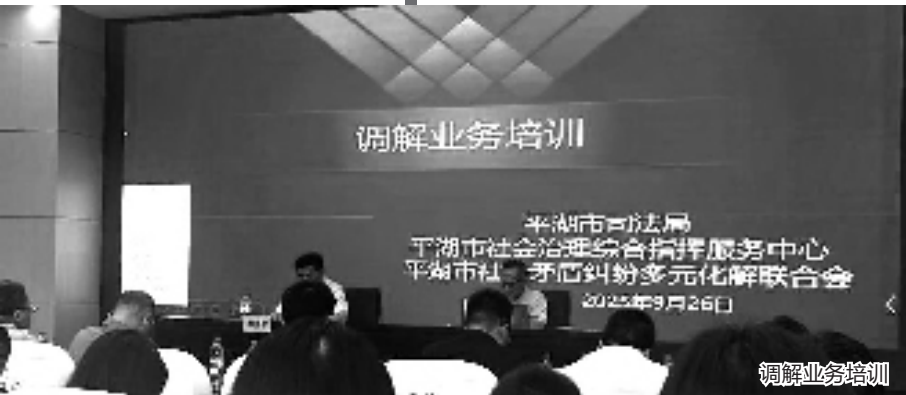 调解业务培训
平湖市司法局
平湖市社会治理综合指挥服务中心
平湖市社 矛盾纠纷多元化解联合会
2025年9月26日
调解业务培训